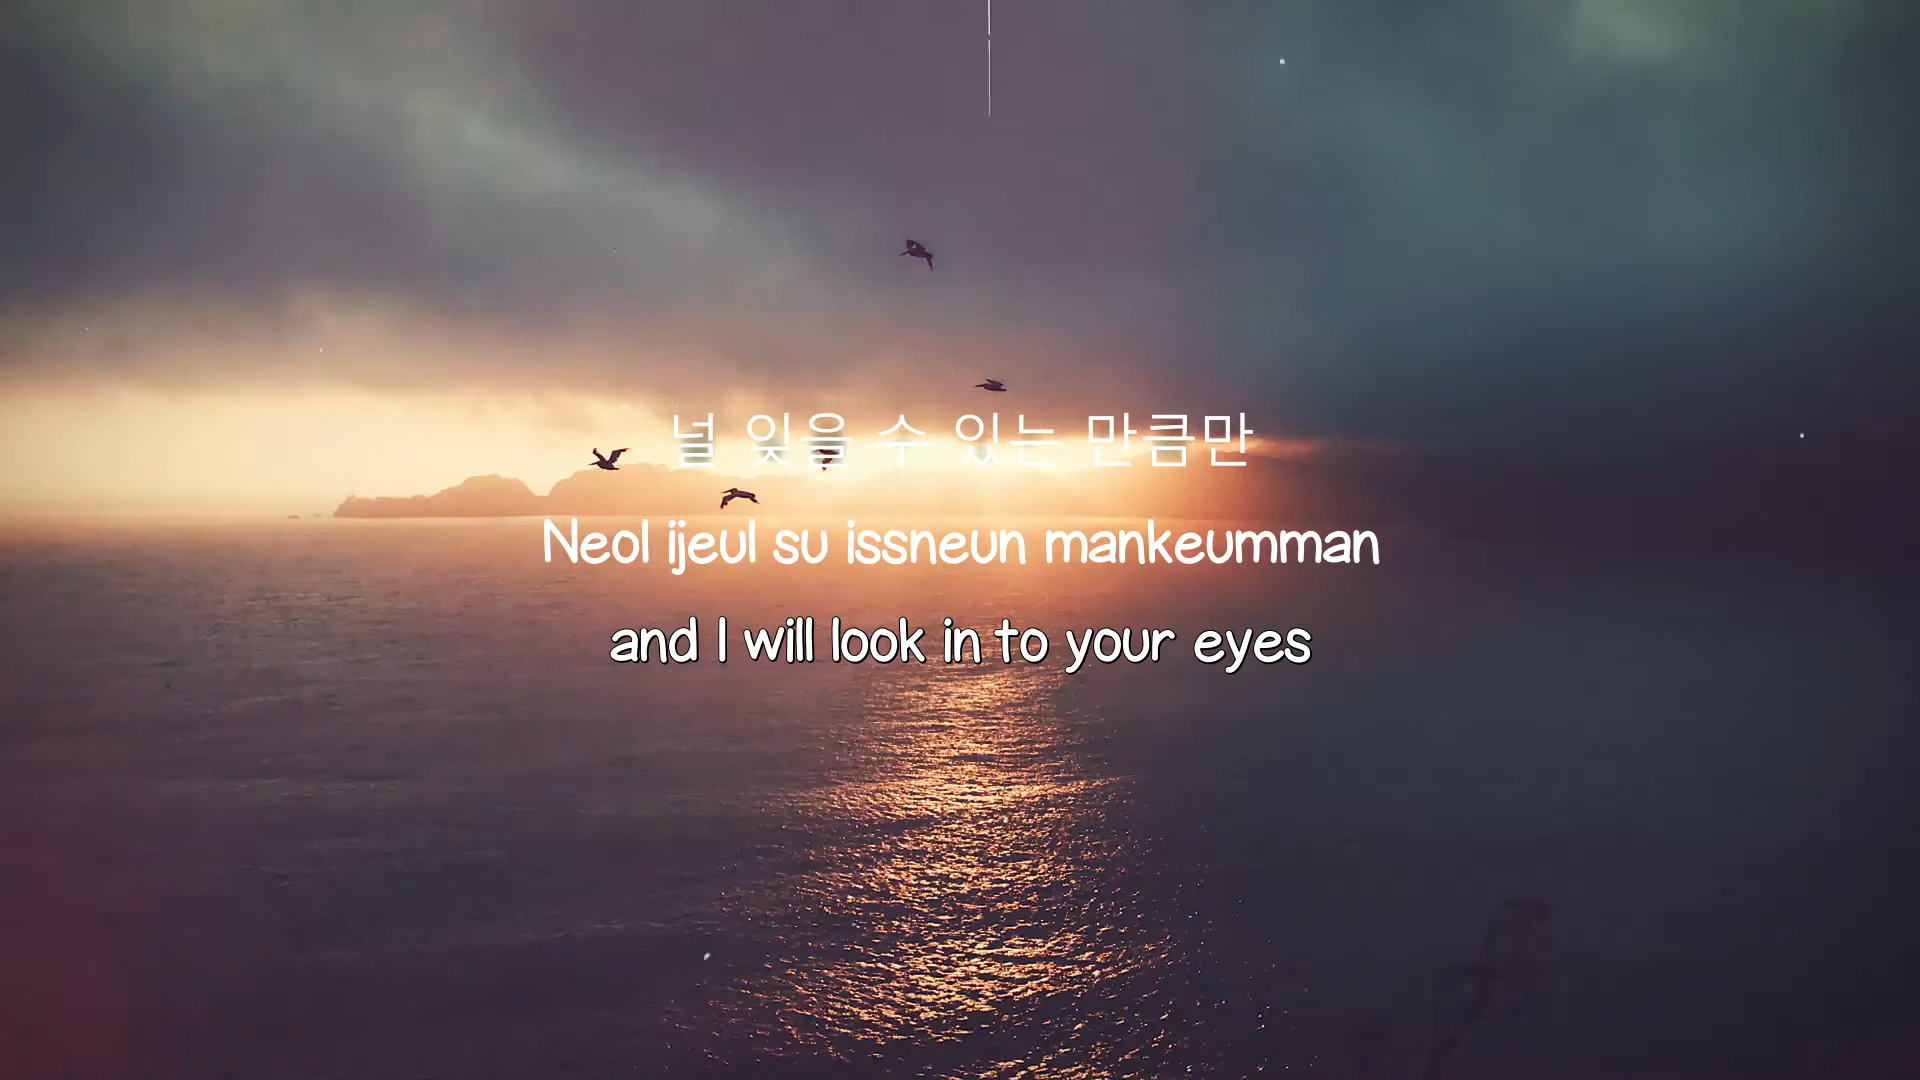 널 잊을 수 있는 만큼만
Neol ijeul su issneun mankeumman
and I will look in to your eyes